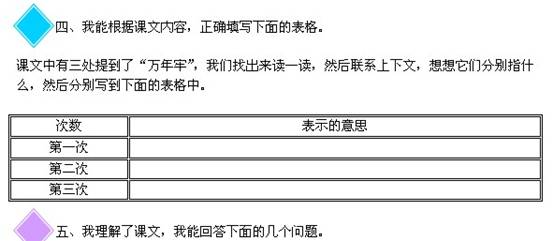 四、我能根据课文内容，正确填写下面的表格。
课文中有三处提到了“万年牢”，我们找出来读一读，然后联系上下文，想想它们分别指什
么，然后分别写到下面的表格中。
次数 表示的意思
第一次
第二次
第三次
五、我理解了课文，我能回答下面的几个问题。